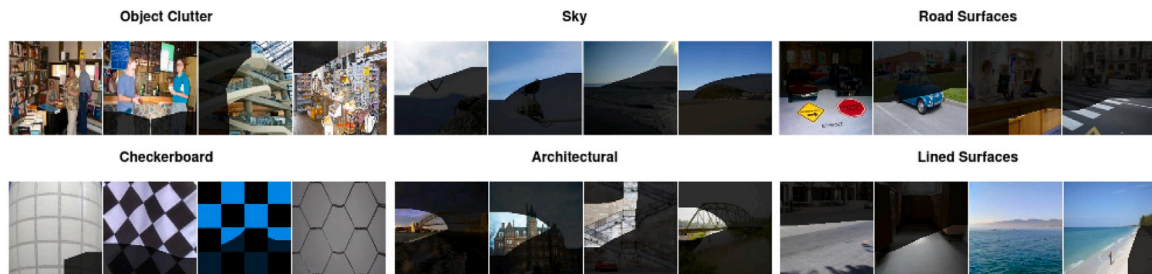 Object Clutter
Sky
Road Surfaces
Checkerboard
Architectural
Lined Surfaces